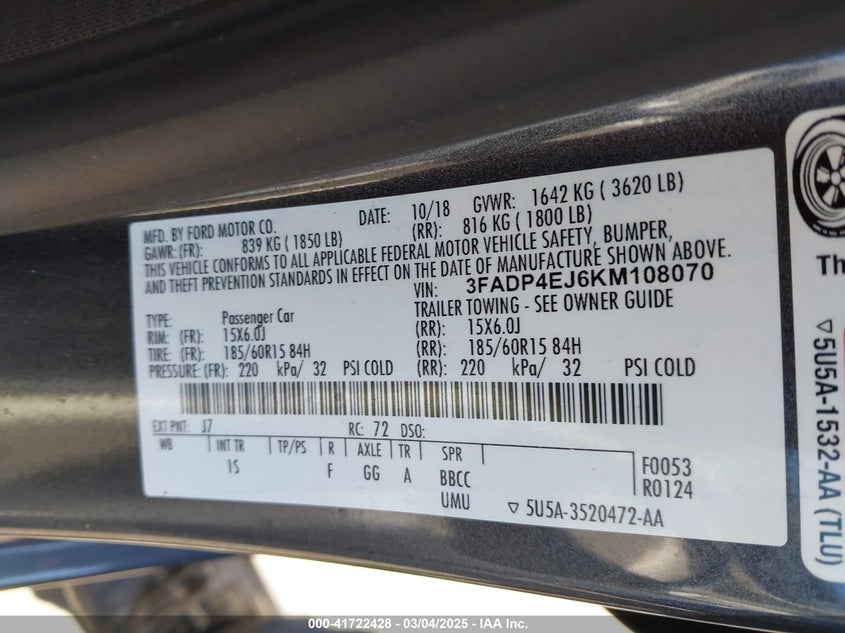 MFD. BY FORD MOTOR CO. DATE: 10/18 GVWR: 1642 KG ( 3620 LB)
GAWR: (FR): 839 KG ( 1850 LB) (RR): 816 KG ( 1800 LB)
THIS VEHICLE CONFORMS TO ALL APPLICABLE FEDERAL MOTOR VEHICLE SAFETY, BUMPER,
AND THEFT PREVENTION STANDARDS IN EFFECT ON THE DATE OF MANUFACTURE SHOWN ABOVE.
VIN: 3FADP4EJ6KM108070
TYPE: Passenger Car TRAILER TOWING - SEE OWNER GUIDE
RIM: (FR): 15X6.0J (RR): 15X6.0J
TIRE: (FR): 185/60R15 84H (RR): 185/60R15 84H
PRESSURE: (FR): 220 kPa/ 32 PSI COLD (RR): 220 kPa/ 32 PSI COLD
EXT PNT: J7 RC: 72 DSO:
WB INT TR TP/PS R AXLE TR SPR
1S F GG A BBCC
UMU
F0053
R0124
▽ 5U5A-3520472-AA
Th
▽ 5U5A-1532-AA (TLU)
000-41722428 - 03/04/2025 - IAA Inc.